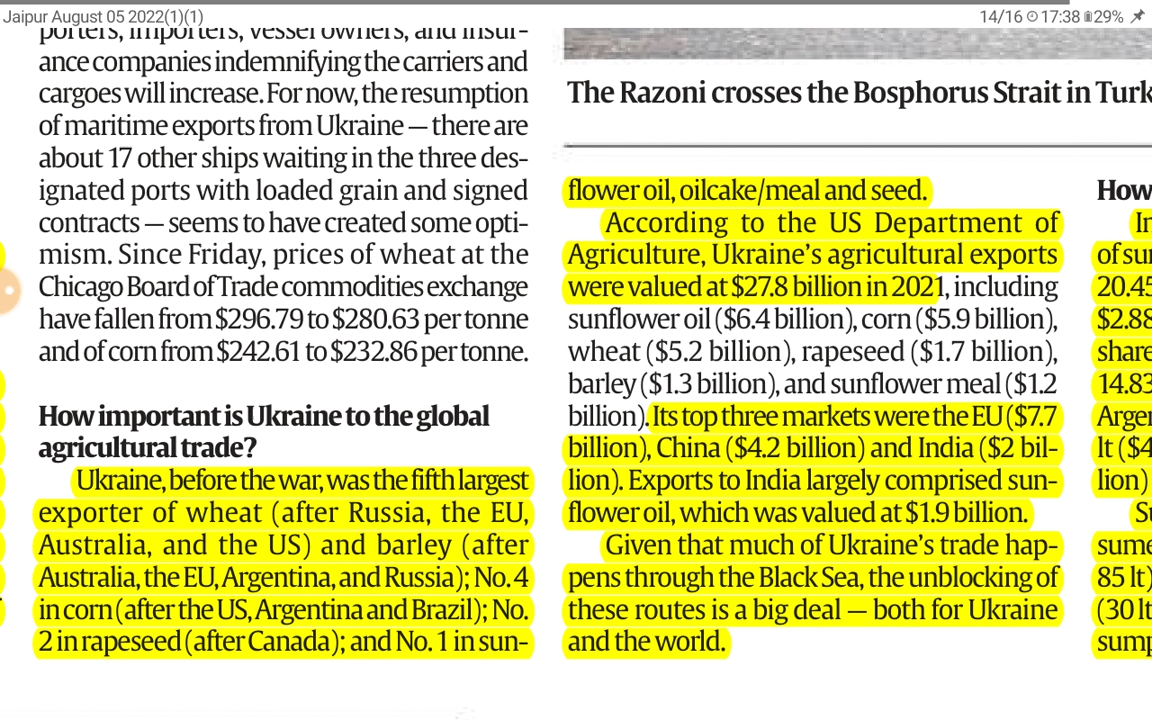 Jaipur August 05 2022(1)(1)
14/16 17:38 29%
porters, importers, vessel owners, and insur-
ance companies indemnifying the carriers and
cargoes will increase. For now, the resumption
of maritime exports from Ukraine — there are
about 17 other ships waiting in the three des-
ignated ports with loaded grain and signed
contracts — seems to have created some opti-
mism. Since Friday, prices of wheat at the
Chicago Board of Trade commodities exchange
have fallen from $296.79 to $280.63 per tonne
and of corn from $242.61 to $232.86 per tonne.
How important is Ukraine to the global
agricultural trade?
Ukraine, before the war, was the fifth largest
exporter of wheat (after Russia, the EU,
Australia, and the US) and barley (after
Australia, the EU, Argentina, and Russia); No. 4
in corn (after the US, Argentina and Brazil); No.
2 in rapeseed (after Canada); and No. 1 in sun-
The Razoni crosses the Bosphorus Strait in Turk
flower oil, oilcake/meal and seed.
According to the US Department of
Agriculture, Ukraine's agricultural exports
were valued at $27.8 billion in 2021, including
sunflower oil ($6.4 billion), corn ($5.9 billion),
wheat ($5.2 billion), rapeseed ($1.7 billion),
barley ($1.3 billion), and sunflower meal ($1.2
billion). Its top three markets were the EU ($7.7
billion), China ($4.2 billion) and India ($2 bil-
lion). Exports to India largely comprised sun-
flower oil, which was valued at $1.9 billion.
Given that much of Ukraine's trade hap-
pens through the Black Sea, the unblocking of
these routes is a big deal — both for Ukraine
and the world.
How
In
of sun
20.45
$2.88
share
14.83
Argen
lt ($4
lion)
Su
sume
85 lt)
(30 lt
sump